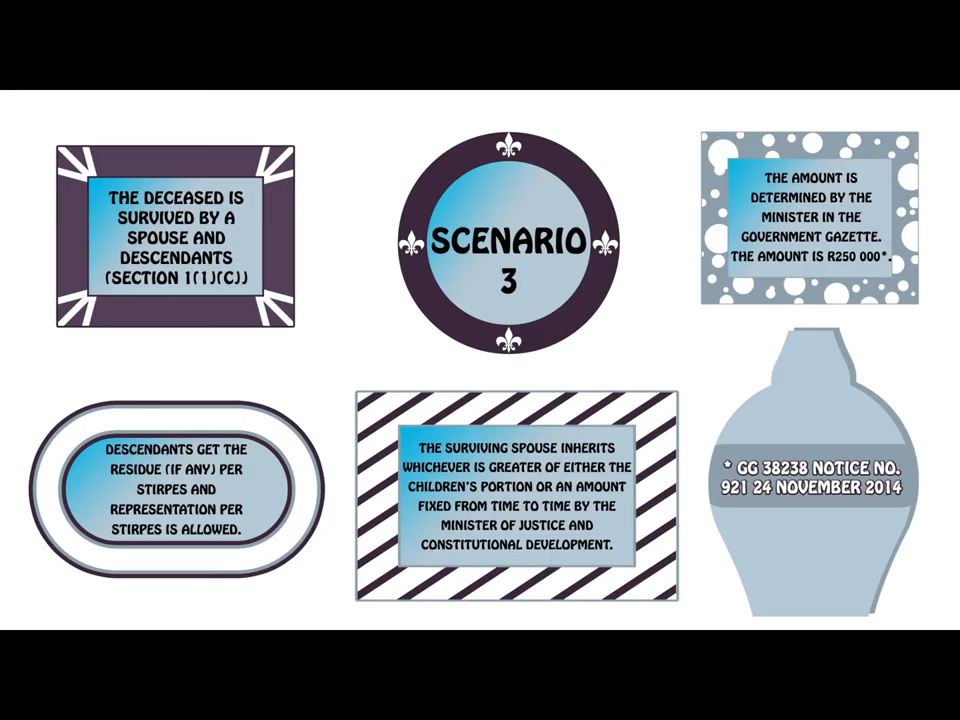 THE DECEASED IS
SURVIVED BY A
SPOUSE AND
DESCENDANTS
(SECTION 1(1)(C))
SCENARIO
3
THE AMOUNT IS
DETERMINED BY THE
MINISTER IN THE
GOVERNMENT GAZETTE.
THE AMOUNT IS R250 000*.
DESCENDANTS GET THE
RESIDUE (IF ANY) PER
STIRPES AND
REPRESENTATION PER
STIRPES IS ALLOWED.
THE SURVIVING SPOUSE INHERITS
WHICHEVER IS GREATER OF EITHER THE
CHILDREN'S PORTION OR AN AMOUNT
FIXED FROM TIME TO TIME BY THE
MINISTER OF JUSTICE AND
CONSTITUTIONAL DEVELOPMENT.
* GG 38238 NOTICE NO.
921 24 NOVEMBER 2014